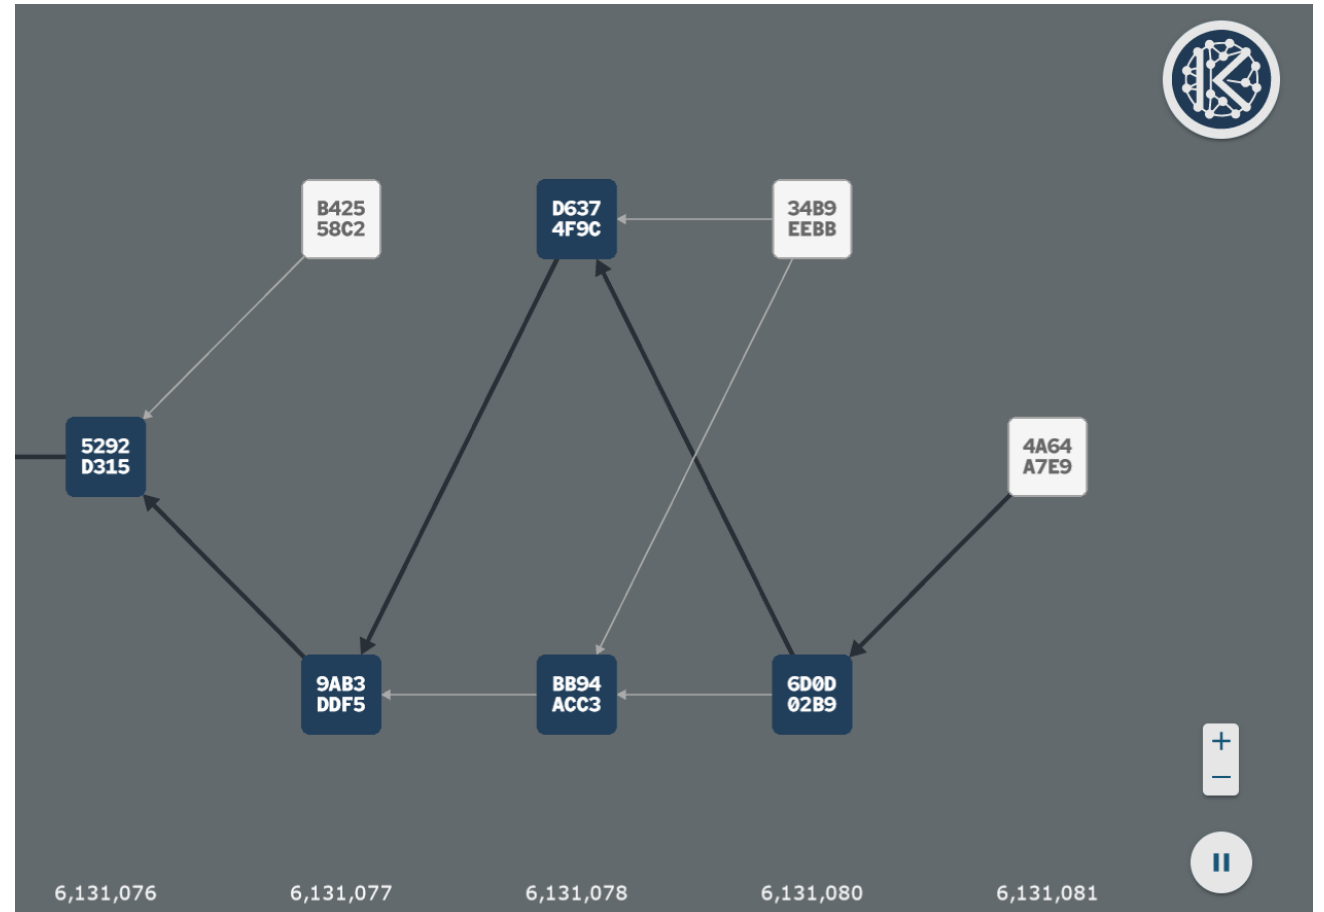 B425
58C2
D637
4F9C
34B9
EEBB
5292
D315
4A64
A7E9
9AB3
DDF5
BB94
ACC3
6D0D
02B9
+
−
6,131,076
6,131,077
6,131,078
6,131,080
6,131,081